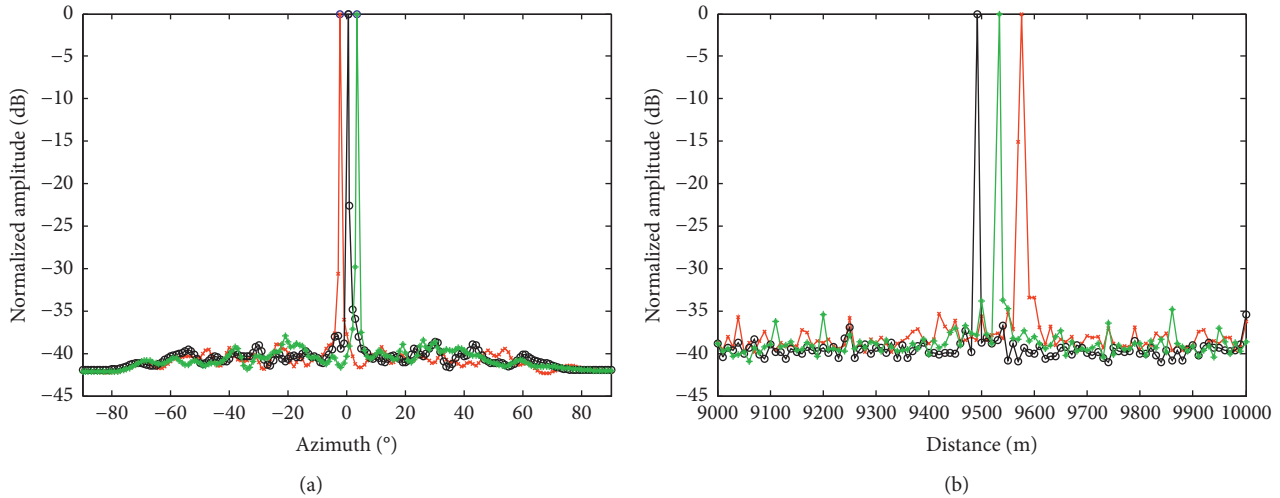 0
−5
−10
−15
−20
−25
−30
−35
−40
−45
Normalized amplitude (dB)
−80 −60 −40 −20 0 20 40 60 80
Azimuth (°)
(a)
0
−5
−10
−15
−20
−25
−30
−35
−40
−45
Normalized amplitude (dB)
9000 9100 9200 9300 9400 9500 9600 9700 9800 9900 10000
Distance (m)
(b)